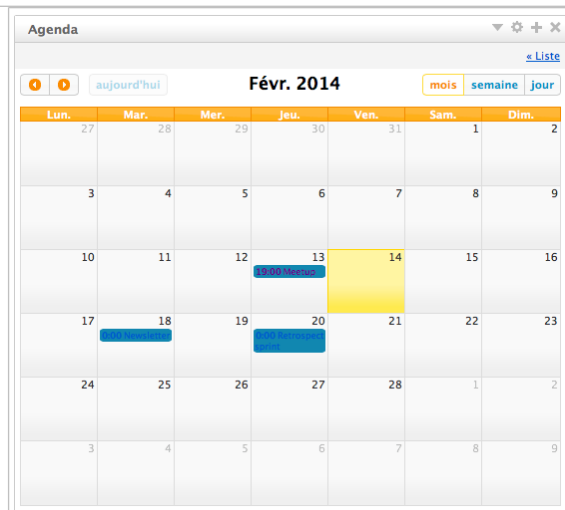 Agenda
« Liste
aujourd'hui
Févr. 2014
mois semaine jour
Lun. Mar. Mer. Jeu. Ven. Sam. Dim.
27 28 29 30 31 1 2
3 4 5 6 7 8 9
10 11 12 13 14 15 16
19:00 Meetup
17 18 19 20 21 22 23
0:00 Newsletter 0:00 Retrospect
sprint
24 25 26 27 28 1 2
3 4 5 6 7 8 9